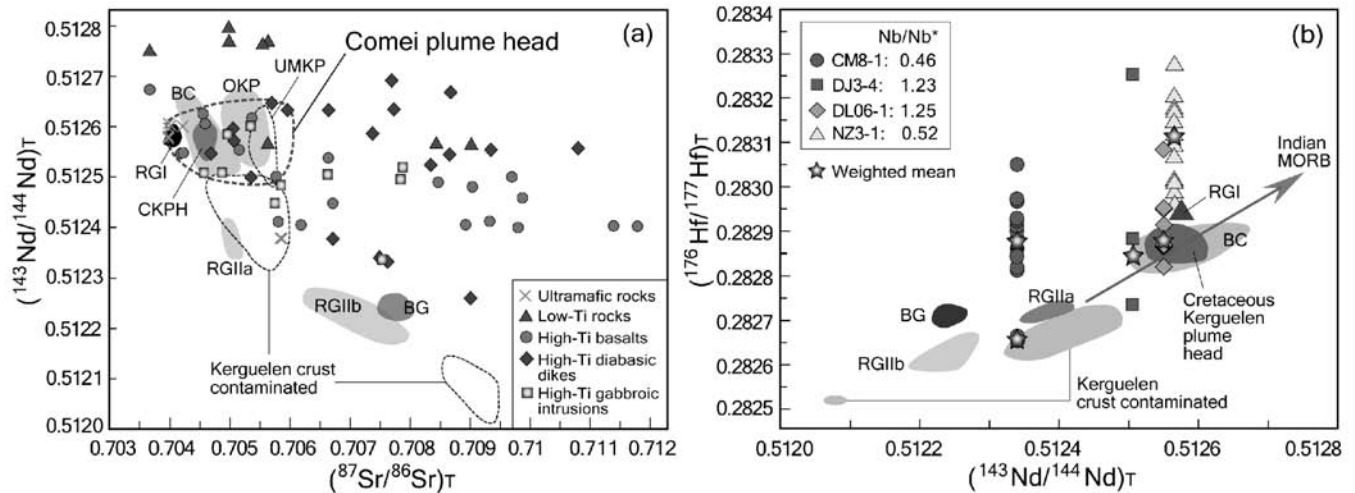 (a)
0.5128
0.5127
0.5126
0.5125
0.5124
0.5123
0.5122
0.5121
0.5120
(¹⁴³Nd/¹⁴⁴Nd)T
0.703
0.704
0.705
0.706
0.707
0.708
0.709
0.71
0.711
0.712
(⁸⁷Sr/⁸⁶Sr)T
Comei plume head
UMKP
OKP
BC
RGI
CKPH
RGIIa
RGIIb
BG
Kerguelen crust
contaminated
Ultramafic rocks
Low-Ti rocks
High-Ti basalts
High-Ti diabasic
dikes
High-Ti gabbroic
intrusions
(b)
0.2834
0.2833
0.2832
0.2831
0.2830
0.2829
0.2828
0.2827
0.2826
0.2825
0.2824
(¹⁷⁶Hf/¹⁷⁷Hf)T
0.5120
0.5122
0.5124
0.5126
0.5128
(¹⁴³Nd/¹⁴⁴Nd)T
Nb/Nb*
CM8-1: 0.46
DJ3-4: 1.23
DL06-1: 1.25
NZ3-1: 0.52
Weighted mean
Indian
MORB
RGI
BC
RGIIa
BG
RGIIb
Cretaceous
Kerguelen
plume
head
Kerguelen
crust contaminated